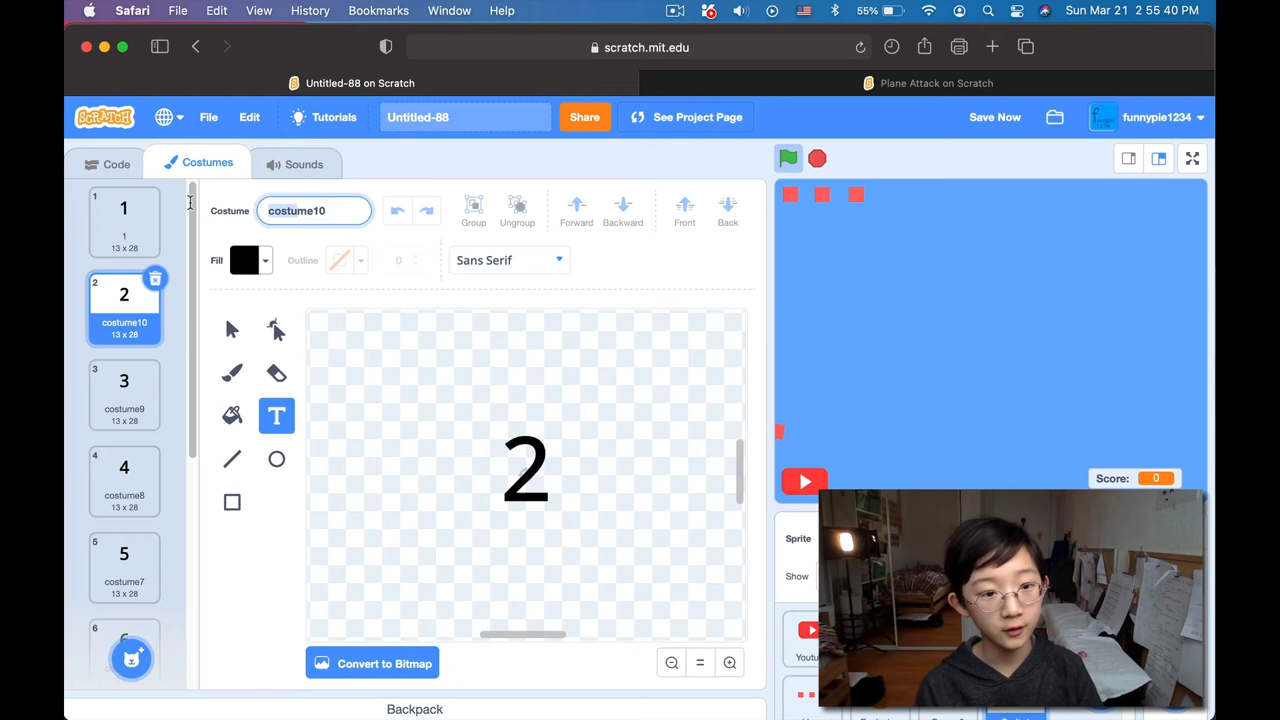 Safari File Edit View History Bookmarks Window Help 55% Sun Mar 21 2 55 40 PM
scratch.mit.edu
Untitled-88 on Scratch Plane Attack on Scratch
SCRATCH File Edit Tutorials Untitled-88 Share See Project Page Save Now funnypie1234
Code Costumes Sounds
1
1
1
13 x 28
Costume costume10 Group Ungroup Forward Backward Front Back
Fill Outline 0 Sans Serif
2
2
costume10
13 x 28
3
3
costume9
13 x 28
4
4
costume8
13 x 28
5
5
costume7
13 x 28
6
T
2
Convert to Bitmap
Backpack
Score: 0
Sprite
Show